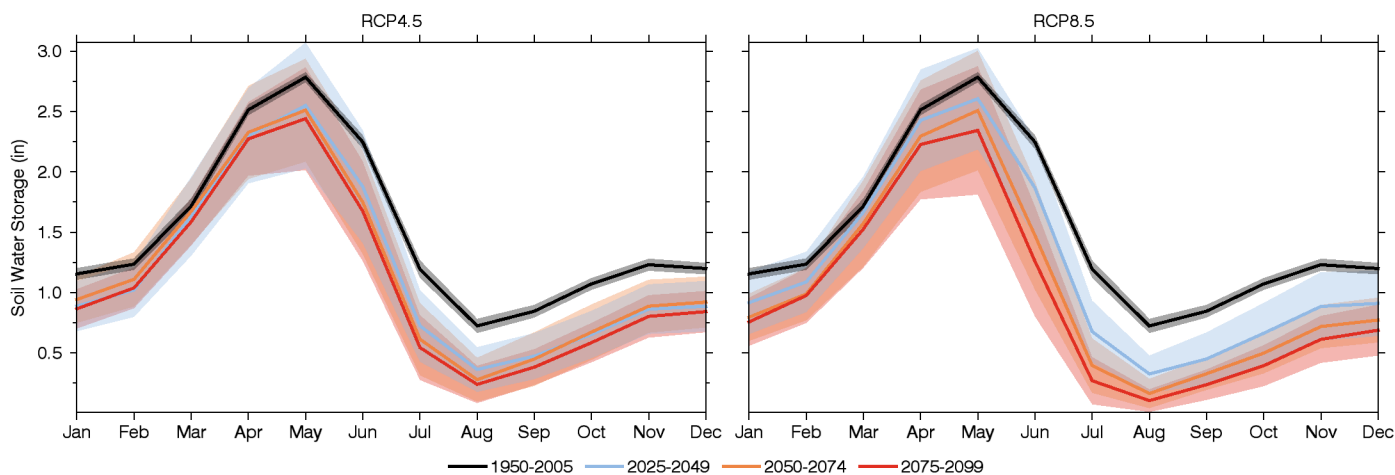 RCP4.5
RCP8.5
Soil Water Storage (in)
3.0
2.5
2.0
1.5
1.0
0.5
Jan Feb Mar Apr May Jun Jul Aug Sep Oct Nov Dec
Jan Feb Mar Apr May Jun Jul Aug Sep Oct Nov Dec
1950-2005 2025-2049 2050-2074 2075-2099